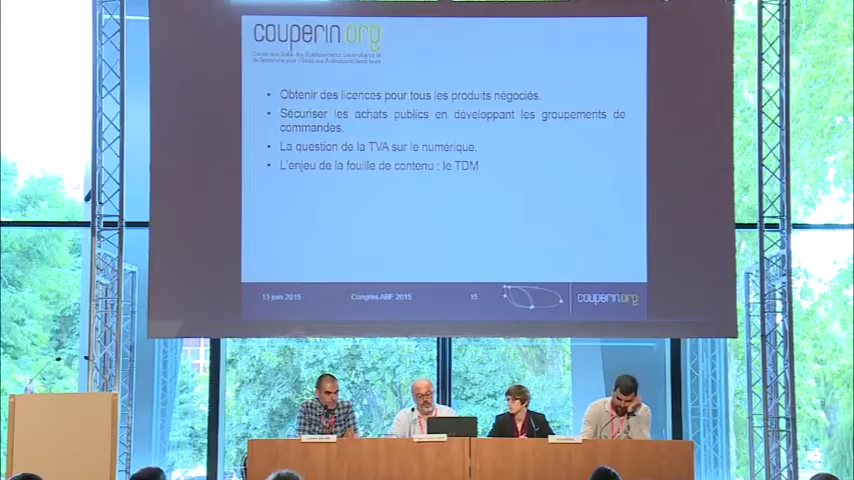 couperin.org
• Obtenir des licences pour tous les produits négociés.
• Sécuriser les achats publics en développant les groupements de
commandes.
• La question de la TVA sur le numérique.
• L'enjeu de la fouille de contenu : le TDM
13 juin 2015 Congrès ABF 2015 15 couperin.org